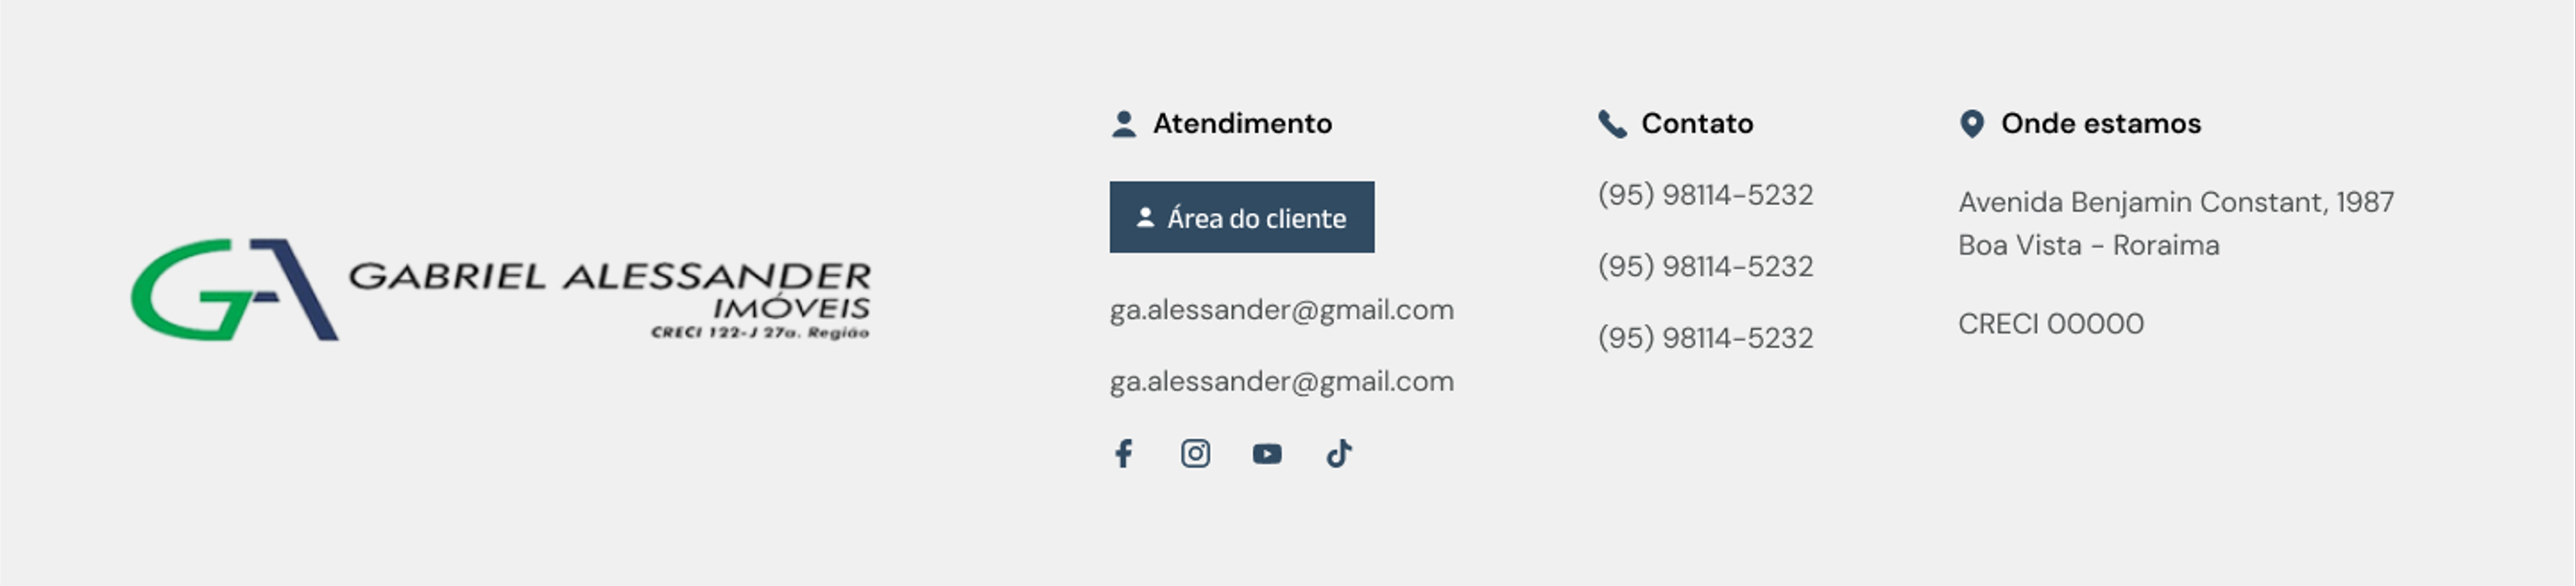 GA
GABRIEL ALESSANDER
IMÓVEIS
CRECI 122-J 27a. Região
Atendimento
Área do cliente
ga.alessander@gmail.com
ga.alessander@gmail.com
Contato
(95) 98114-5232
(95) 98114-5232
(95) 98114-5232
Onde estamos
Avenida Benjamin Constant, 1987
Boa Vista - Roraima
CRECI 00000